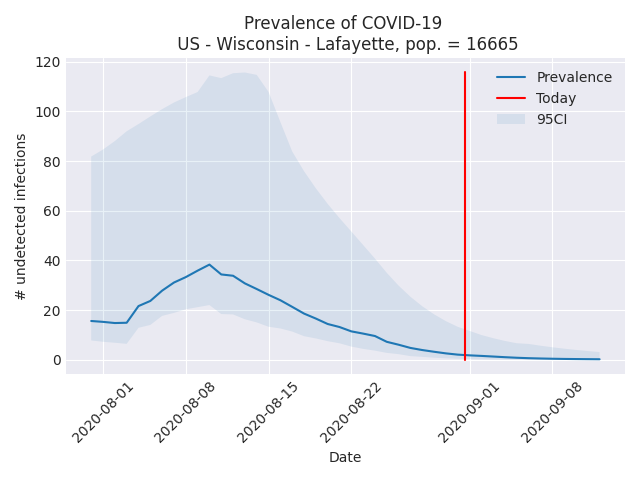 Prevalence of COVID-19
US - Wisconsin - Lafayette, pop. = 16665
120
100
80
60
40
20
0
# undetected infections
Prevalence
Today
95CI
2020-08-01
2020-08-08
2020-08-15
2020-08-22
2020-09-01
2020-09-08
Date